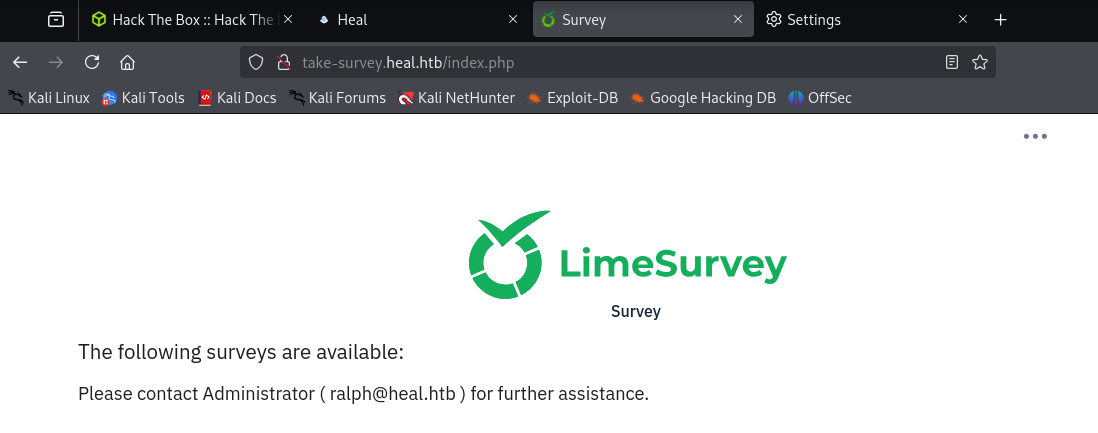 Hack The Box :: Hack The
Heal
Survey
Settings
take-survey.heal.htb/index.php
Kali Linux
Kali Tools
Kali Docs
Kali Forums
Kali NetHunter
Exploit-DB
Google Hacking DB
OffSec
LimeSurvey
Survey
The following surveys are available:
Please contact Administrator ( ralph@heal.htb ) for further assistance.